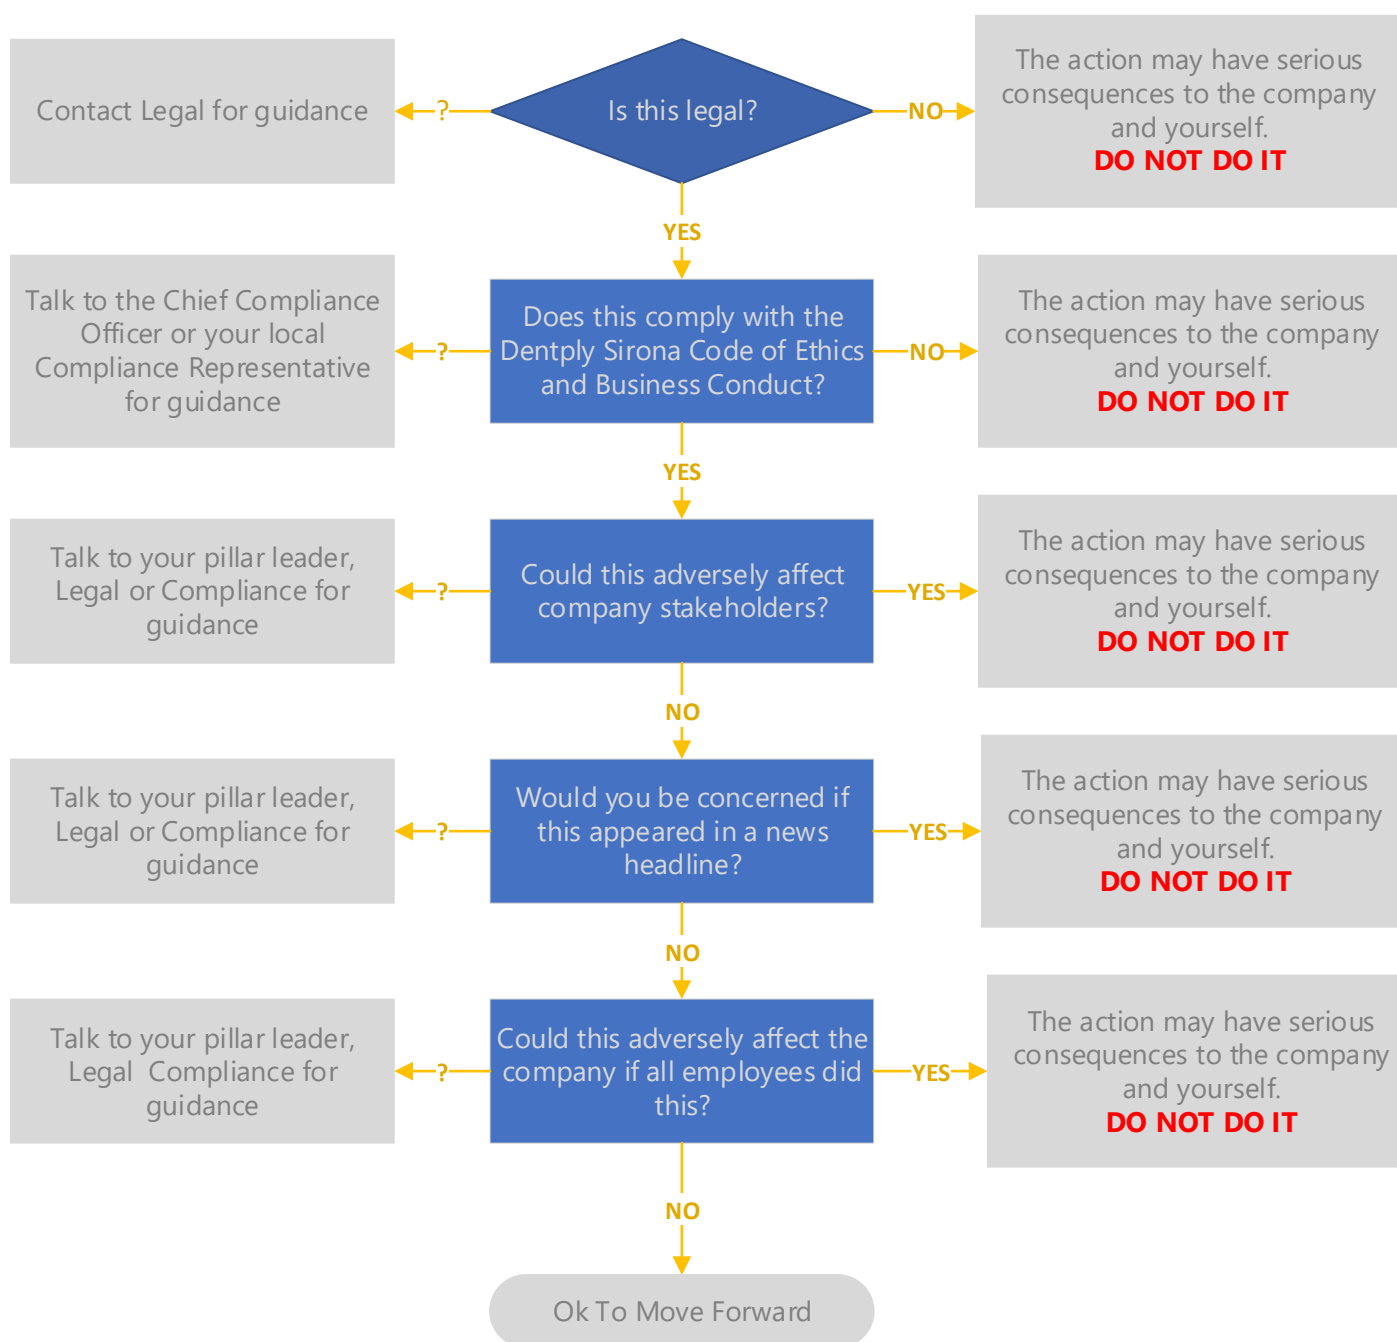 Contact Legal for guidance
?
Is this legal?
NO
The action may have serious
consequences to the company
and yourself.
DO NOT DO IT
YES
Talk to the Chief Compliance
Officer or your local
Compliance Representative
for guidance
?
Does this comply with the
Dentply Sirona Code of Ethics
and Business Conduct?
NO
The action may have serious
consequences to the company
and yourself.
DO NOT DO IT
YES
Talk to your pillar leader,
Legal or Compliance for
guidance
?
Could this adversely affect
company stakeholders?
YES
The action may have serious
consequences to the company
and yourself.
DO NOT DO IT
NO
Talk to your pillar leader,
Legal or Compliance for
guidance
?
Would you be concerned if
this appeared in a news
headline?
YES
The action may have serious
consequences to the company
and yourself.
DO NOT DO IT
NO
Talk to your pillar leader,
Legal  Compliance for
guidance
?
Could this adversely affect the
company if all employees did
this?
YES
The action may have serious
consequences to the company
and yourself.
DO NOT DO IT
NO
Ok To Move Forward